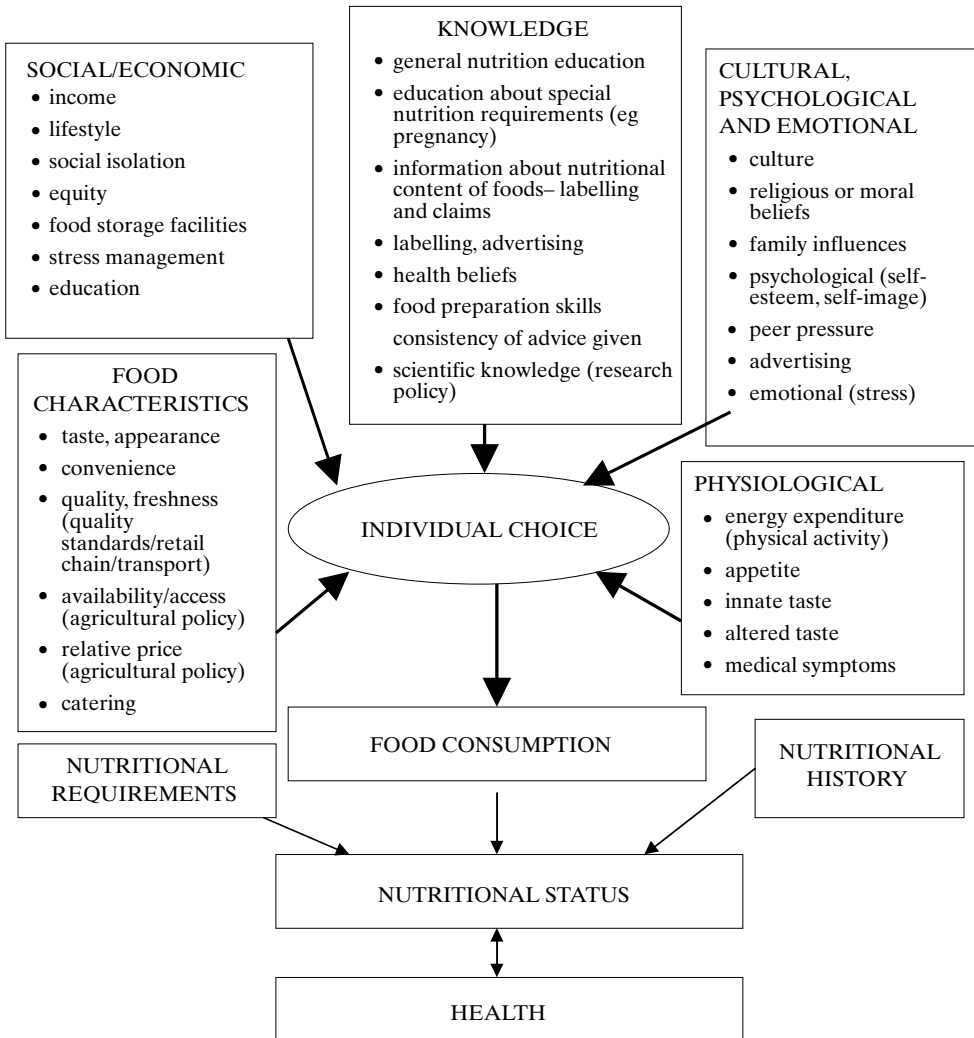 SOCIAL/ECONOMIC
• income
• lifestyle
• social isolation
• equity
• food storage facilities
• stress management
• education
KNOWLEDGE
• general nutrition education
• education about special
nutrition requirements (eg
pregnancy)
• information about nutritional
content of foods– labelling
and claims
• labelling, advertising
• health beliefs
• food preparation skills
consistency of advice given
• scientific knowledge (research
policy)
CULTURAL,
PSYCHOLOGICAL
AND EMOTIONAL
• culture
• religious or moral
beliefs
• family influences
• psychological (self-
esteem, self-image)
• peer pressure
• advertising
• emotional (stress)
FOOD
CHARACTERISTICS
• taste, appearance
• convenience
• quality, freshness
(quality
standards/retail
chain/transport)
• availability/access
(agricultural policy)
• relative price
(agricultural policy)
• catering
INDIVIDUAL CHOICE
PHYSIOLOGICAL
• energy expenditure
(physical activity)
• appetite
• innate taste
• altered taste
• medical symptoms
FOOD CONSUMPTION
NUTRITIONAL
REQUIREMENTS
NUTRITIONAL
HISTORY
NUTRITIONAL STATUS
HEALTH